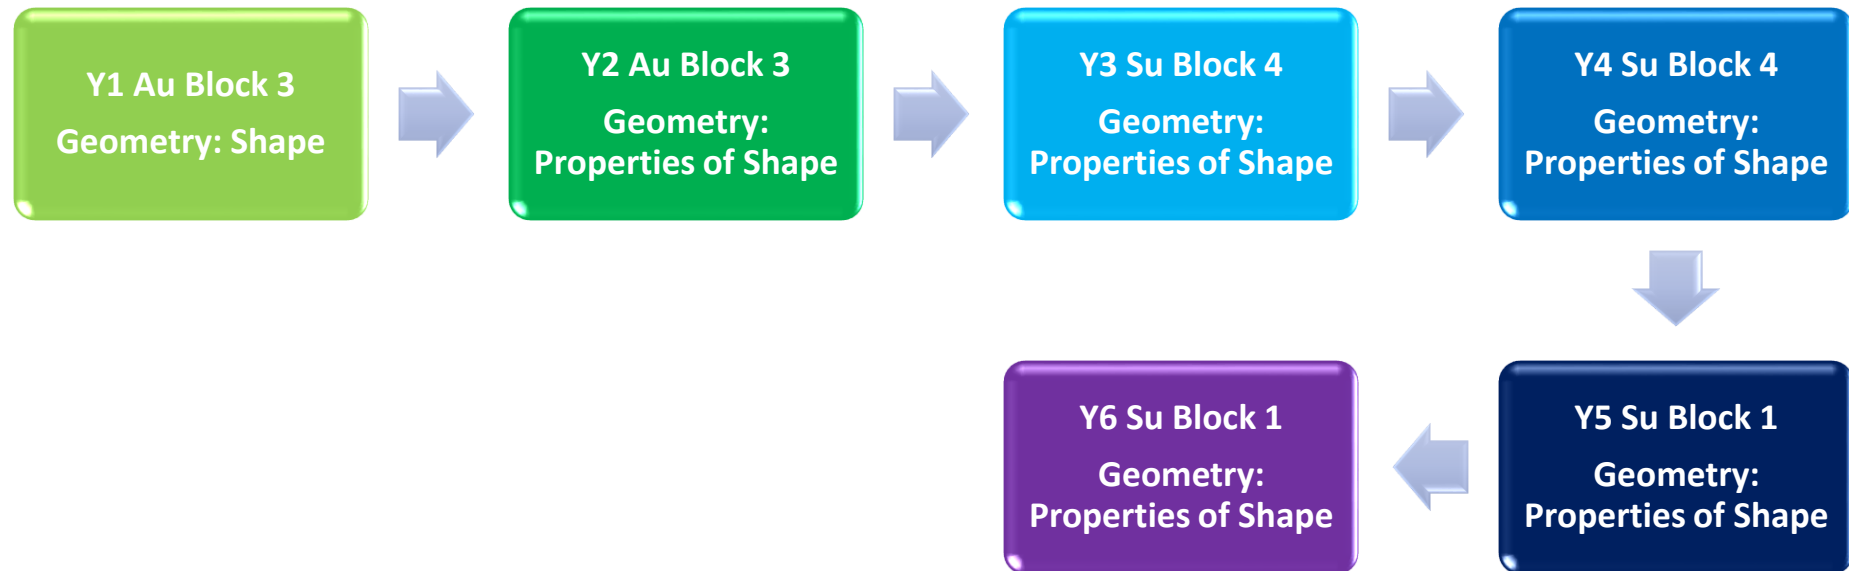 Y1 Au Block 3
Geometry: Shape
Y2 Au Block 3
Geometry:
Properties of Shape
Y3 Su Block 4
Geometry:
Properties of Shape
Y4 Su Block 4
Geometry:
Properties of Shape
Y5 Su Block 1
Geometry:
Properties of Shape
Y6 Su Block 1
Geometry:
Properties of Shape